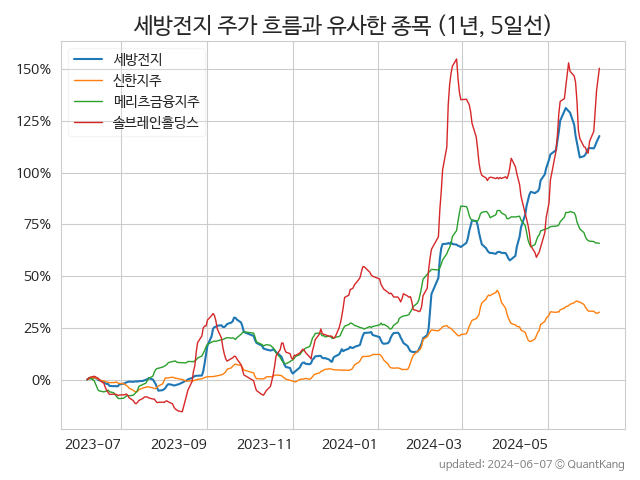 세방전지 주가 흐름과 유사한 종목 (1년, 5일선)
세방전지
신한지주
메리츠금융지주
솔브레인홀딩스
150%
125%
100%
75%
50%
25%
0%
2023-07 2023-09 2023-11 2024-01 2024-03 2024-05
updated: 2024-06-07 © QuantKang